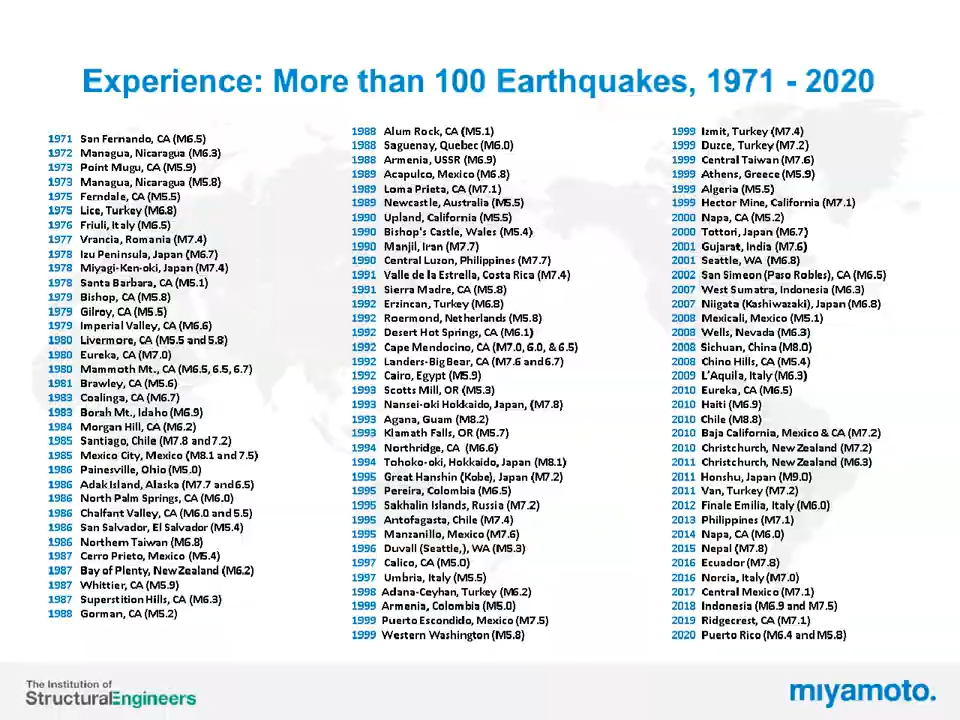 Experience: More than 100 Earthquakes, 1971 - 2020
1971 San Fernando, CA (M6.5)
1972 Managua, Nicaragua (M6.3)
1973 Point Mugu, CA (M5.9)
1973 Managua, Nicaragua (M5.8)
1975 Ferndale, CA (M5.5)
1975 Lice, Turkey (M6.8)
1976 Friuli, Italy (M6.5)
1977 Vrancia, Romania (M7.4)
1978 Izu Peninsula, Japan (M6.7)
1978 Miyagi-Ken-oki, Japan (M7.4)
1978 Santa Barbara, CA (M5.1)
1979 Bishop, CA (M5.8)
1979 Gilroy, CA (M5.5)
1979 Imperial Valley, CA (M6.6)
1980 Livermore, CA (M5.5 and 5.8)
1980 Eureka, CA (M7.0)
1980 Mammoth Mt., CA (M6.5, 6.5, 6.7)
1981 Brawley, CA (M5.6)
1983 Coalinga, CA (M6.7)
1983 Borah Mt., Idaho (M6.9)
1984 Morgan Hill, CA (M6.2)
1985 Santiago, Chile (M7.8 and 7.2)
1985 Mexico City, Mexico (M8.1 and 7.5)
1986 Painesville, Ohio (M5.0)
1986 Adak Island, Alaska (M7.7 and 6.5)
1986 North Palm Springs, CA (M6.0)
1986 Chalfant Valley, CA (M6.0 and 5.5)
1986 San Salvador, El Salvador (M5.4)
1986 Northern Taiwan (M6.8)
1987 Cerro Prieto, Mexico (M5.4)
1987 Bay of Plenty, New Zealand (M6.2)
1987 Whittier, CA (M5.9)
1987 Superstition Hills, CA (M6.3)
1988 Gorman, CA (M5.2)
1988 Alum Rock, CA (M5.1)
1988 Saguenay, Quebec (M6.0)
1988 Armenia, USSR (M6.9)
1989 Acapulco, Mexico (M6.8)
1989 Loma Prieta, CA (M7.1)
1989 Newcastle, Australia (M5.5)
1990 Upland, California (M5.5)
1990 Bishop's Castle, Wales (M5.4)
1990 Manjil, Iran (M7.7)
1990 Central Luzon, Philippines (M7.7)
1991 Valle de la Estrella, Costa Rica (M7.4)
1991 Sierra Madre, CA (M5.8)
1992 Erzincan, Turkey (M6.8)
1992 Roermond, Netherlands (M5.8)
1992 Desert Hot Springs, CA (M6.1)
1992 Cape Mendocino, CA (M7.0, 6.0, & 6.5)
1992 Landers-Big Bear, CA (M7.6 and 6.7)
1992 Cairo, Egypt (M5.9)
1993 Scotts Mill, OR (M5.3)
1993 Nansei-oki Hokkaido, Japan, (M7.8)
1993 Agana, Guam (M8.2)
1993 Klamath Falls, OR (M5.7)
1994 Northridge, CA (M6.6)
1994 Tohoko-oki, Hokkaido, Japan (M8.1)
1995 Great Hanshin (Kobe), Japan (M7.2)
1995 Pereira, Colombia (M6.5)
1995 Sakhalin Islands, Russia (M7.2)
1995 Antofagasta, Chile (M7.4)
1995 Manzanillo, Mexico (M7.6)
1996 Duvall (Seattle,), WA (M5.3)
1997 Calico, CA (M5.0)
1997 Umbria, Italy (M5.5)
1998 Adana-Ceyhan, Turkey (M6.2)
1999 Armenia, Colombia (M5.0)
1999 Puerto Escondido, Mexico (M7.5)
1999 Western Washington (M5.8)
1999 Izmit, Turkey (M7.4)
1999 Duzce, Turkey (M7.2)
1999 Central Taiwan (M7.6)
1999 Athens, Greece (M5.9)
1999 Algeria (M5.5)
1999 Hector Mine, California (M7.1)
2000 Napa, CA (M5.2)
2000 Tottori, Japan (M6.7)
2001 Gujarat, India (M7.6)
2001 Seattle, WA (M6.8)
2002 San Simeon (Paso Robles), CA (M6.5)
2007 West Sumatra, Indonesia (M6.3)
2007 Niigata (Kashiwazaki), Japan (M6.8)
2008 Mexicali, Mexico (M5.1)
2008 Wells, Nevada (M6.3)
2008 Sichuan, China (M8.0)
2008 Chino Hills, CA (M5.4)
2009 L'Aquila, Italy (M6.3)
2010 Eureka, CA (M6.5)
2010 Haiti (M6.9)
2010 Chile (M8.8)
2010 Baja California, Mexico & CA (M7.2)
2010 Christchurch, New Zealand (M7.2)
2011 Christchurch, New Zealand (M6.3)
2011 Honshu, Japan (M9.0)
2011 Van, Turkey (M7.2)
2012 Finale Emilia, Italy (M6.0)
2013 Philippines (M7.1)
2014 Napa, CA (M6.0)
2015 Nepal (M7.8)
2016 Ecuador (M7.8)
2016 Norcia, Italy (M7.0)
2017 Central Mexico (M7.1)
2018 Indonesia (M6.9 and M7.5)
2019 Ridgecrest, CA (M7.1)
2020 Puerto Rico (M6.4 and M5.8)
The Institution of
StructuralEngineers
miyamoto.